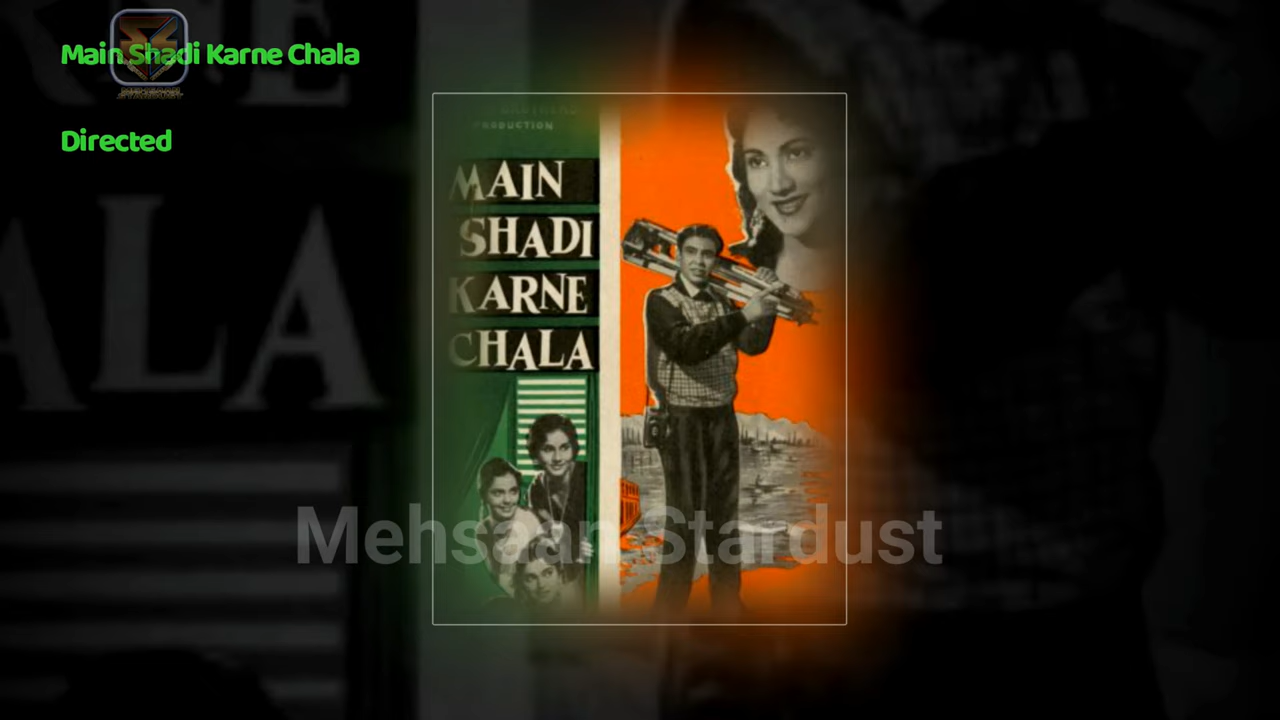 Main Shadi Karne Chala
Directed
PRODUCTION
MAIN
SHADI
KARNE
CHALA
Mehsaan Stardust